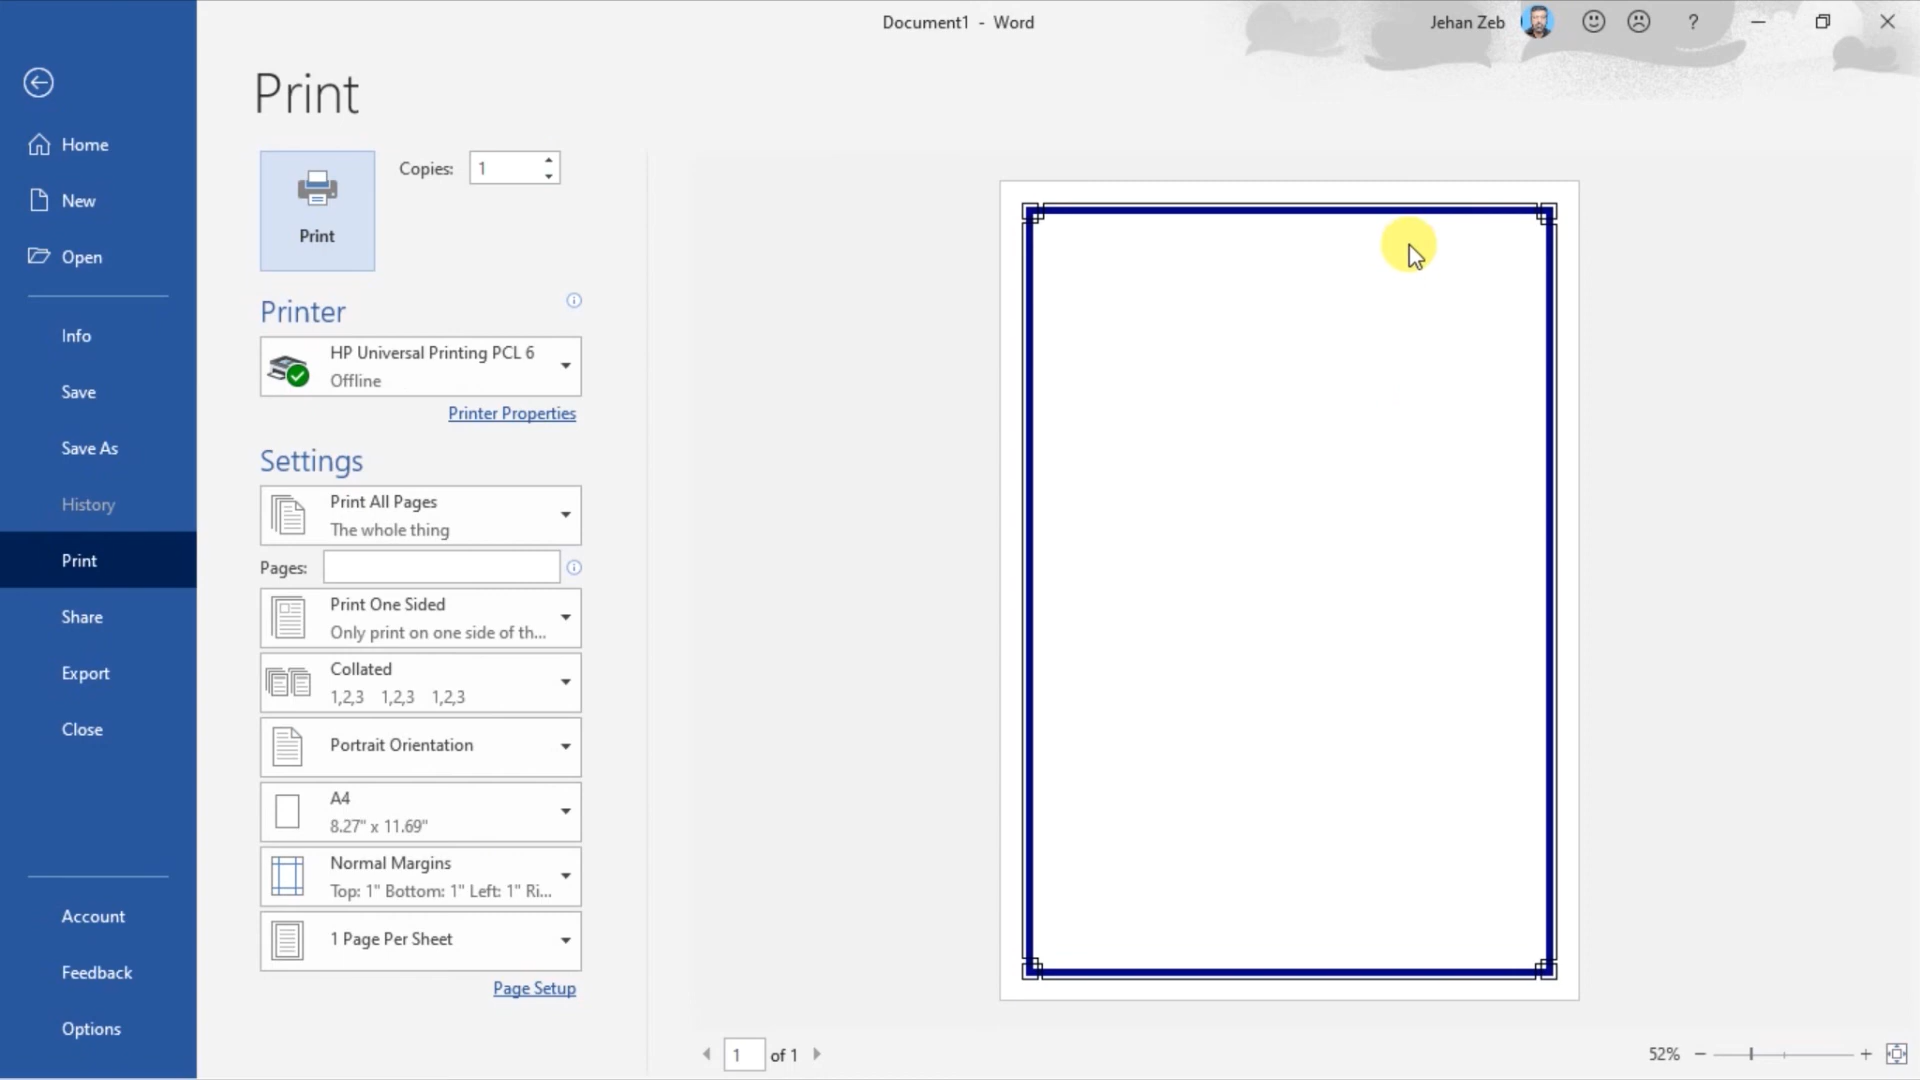 Document1 - Word
Jehan Zeb
?
Home
New
Open
Info
Save
Save As
History
Print
Share
Export
Close
Account
Feedback
Options
Print
Print
Copies: 1
Printer
HP Universal Printing PCL 6
Offline
Printer Properties
Settings
Print All Pages
The whole thing
Pages:
Print One Sided
Only print on one side of th...
Collated
1,2,3 1,2,3 1,2,3
Portrait Orientation
A4
8.27" x 11.69"
Normal Margins
Top: 1" Bottom: 1" Left: 1" Ri...
1 Page Per Sheet
Page Setup
1 of 1
52%